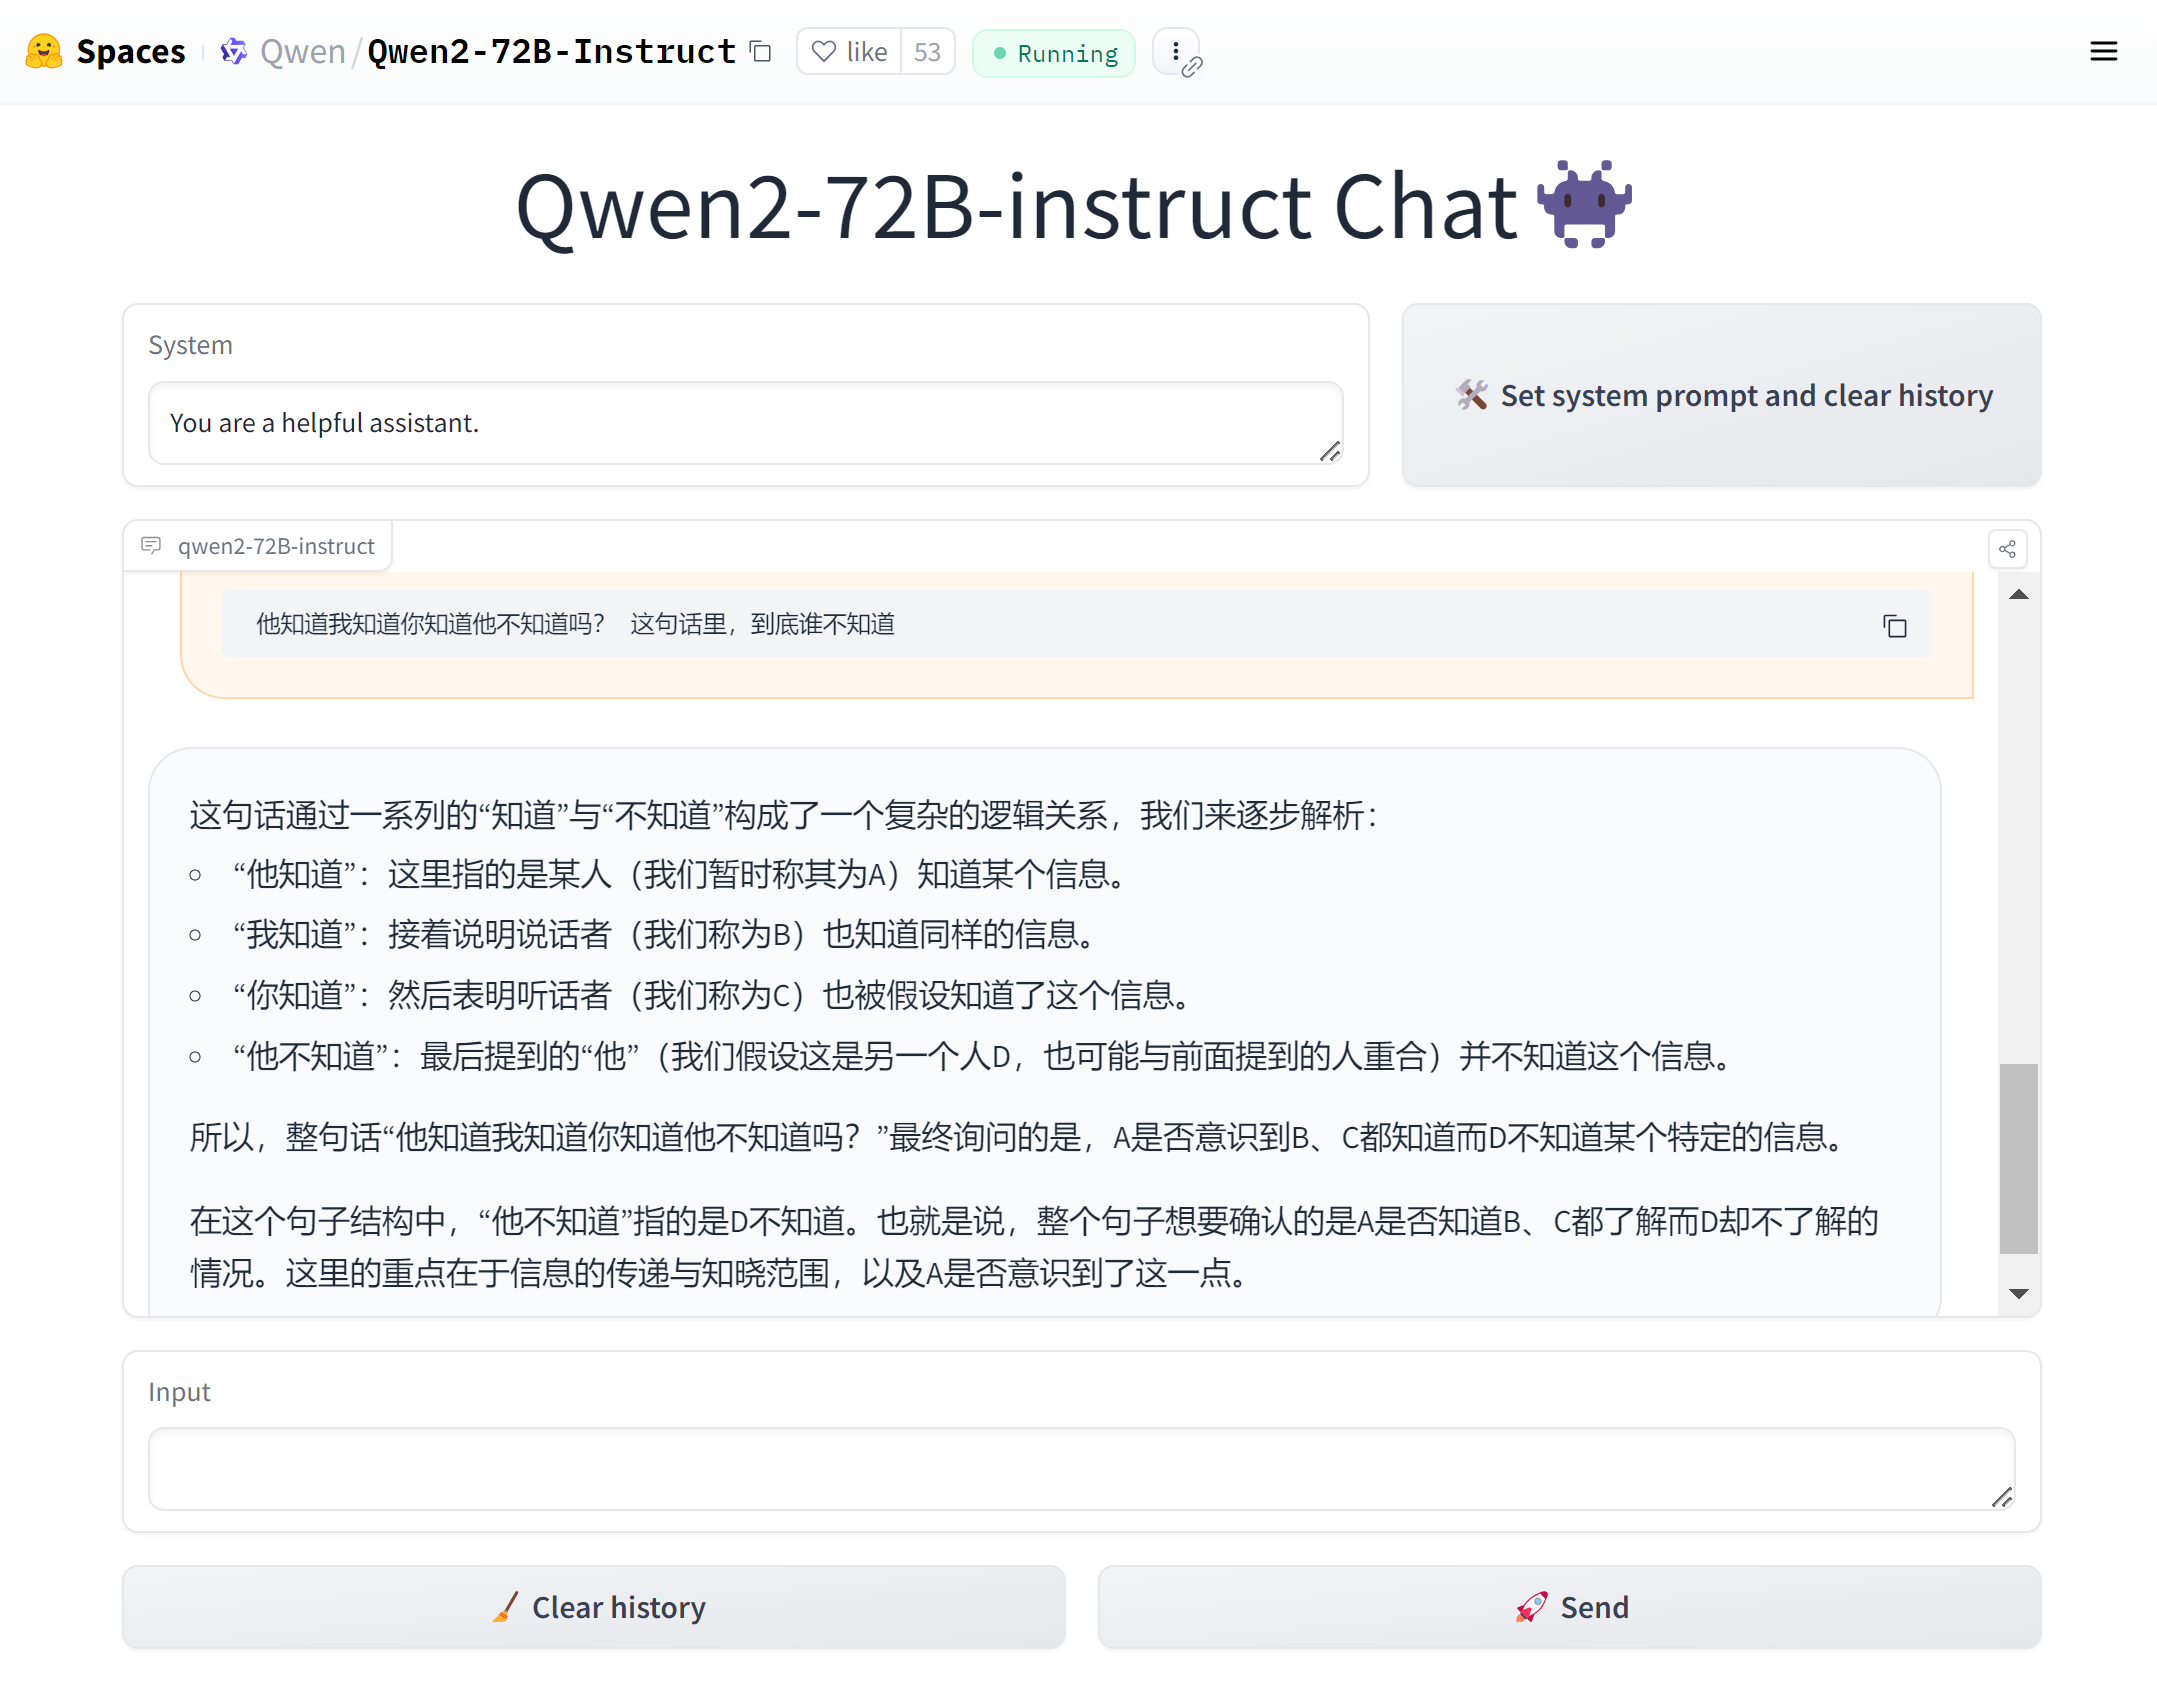 Spaces Qwen/Qwen2-72B-Instruct like 53 Running
Qwen2-72B-instruct Chat
System
You are a helpful assistant.
Set system prompt and clear history
qwen2-72B-instruct
他知道我知道你知道他不知道吗？ 这句话里，到底谁不知道
这句话通过一系列的“知道”与“不知道”构成了一个复杂的逻辑关系，我们来逐步解析：
“他知道”：这里指的是某人（我们暂时称其为A）知道某个信息。
“我知道”：接着说明说话者（我们称为B）也知道同样的信息。
“你知道”：然后表明听话者（我们称为C）也被假设知道了这个信息。
“他不知道”：最后提到的“他”（我们假设这是另一个人D，也可能与前面提到的人重合）并不知道这个信息。
所以，整句话“他知道我知道你知道他不知道吗？”最终询问的是，A是否意识到B、C都知道而D不知道某个特定的信息。
在这个句子结构中，“他不知道”指的是D不知道。也就是说，整个句子想要确认的是A是否知道B、C都了解而D却不了解的
情况。这里的重点在于信息的传递与知晓范围，以及A是否意识到了这一点。
Input
Clear history
Send